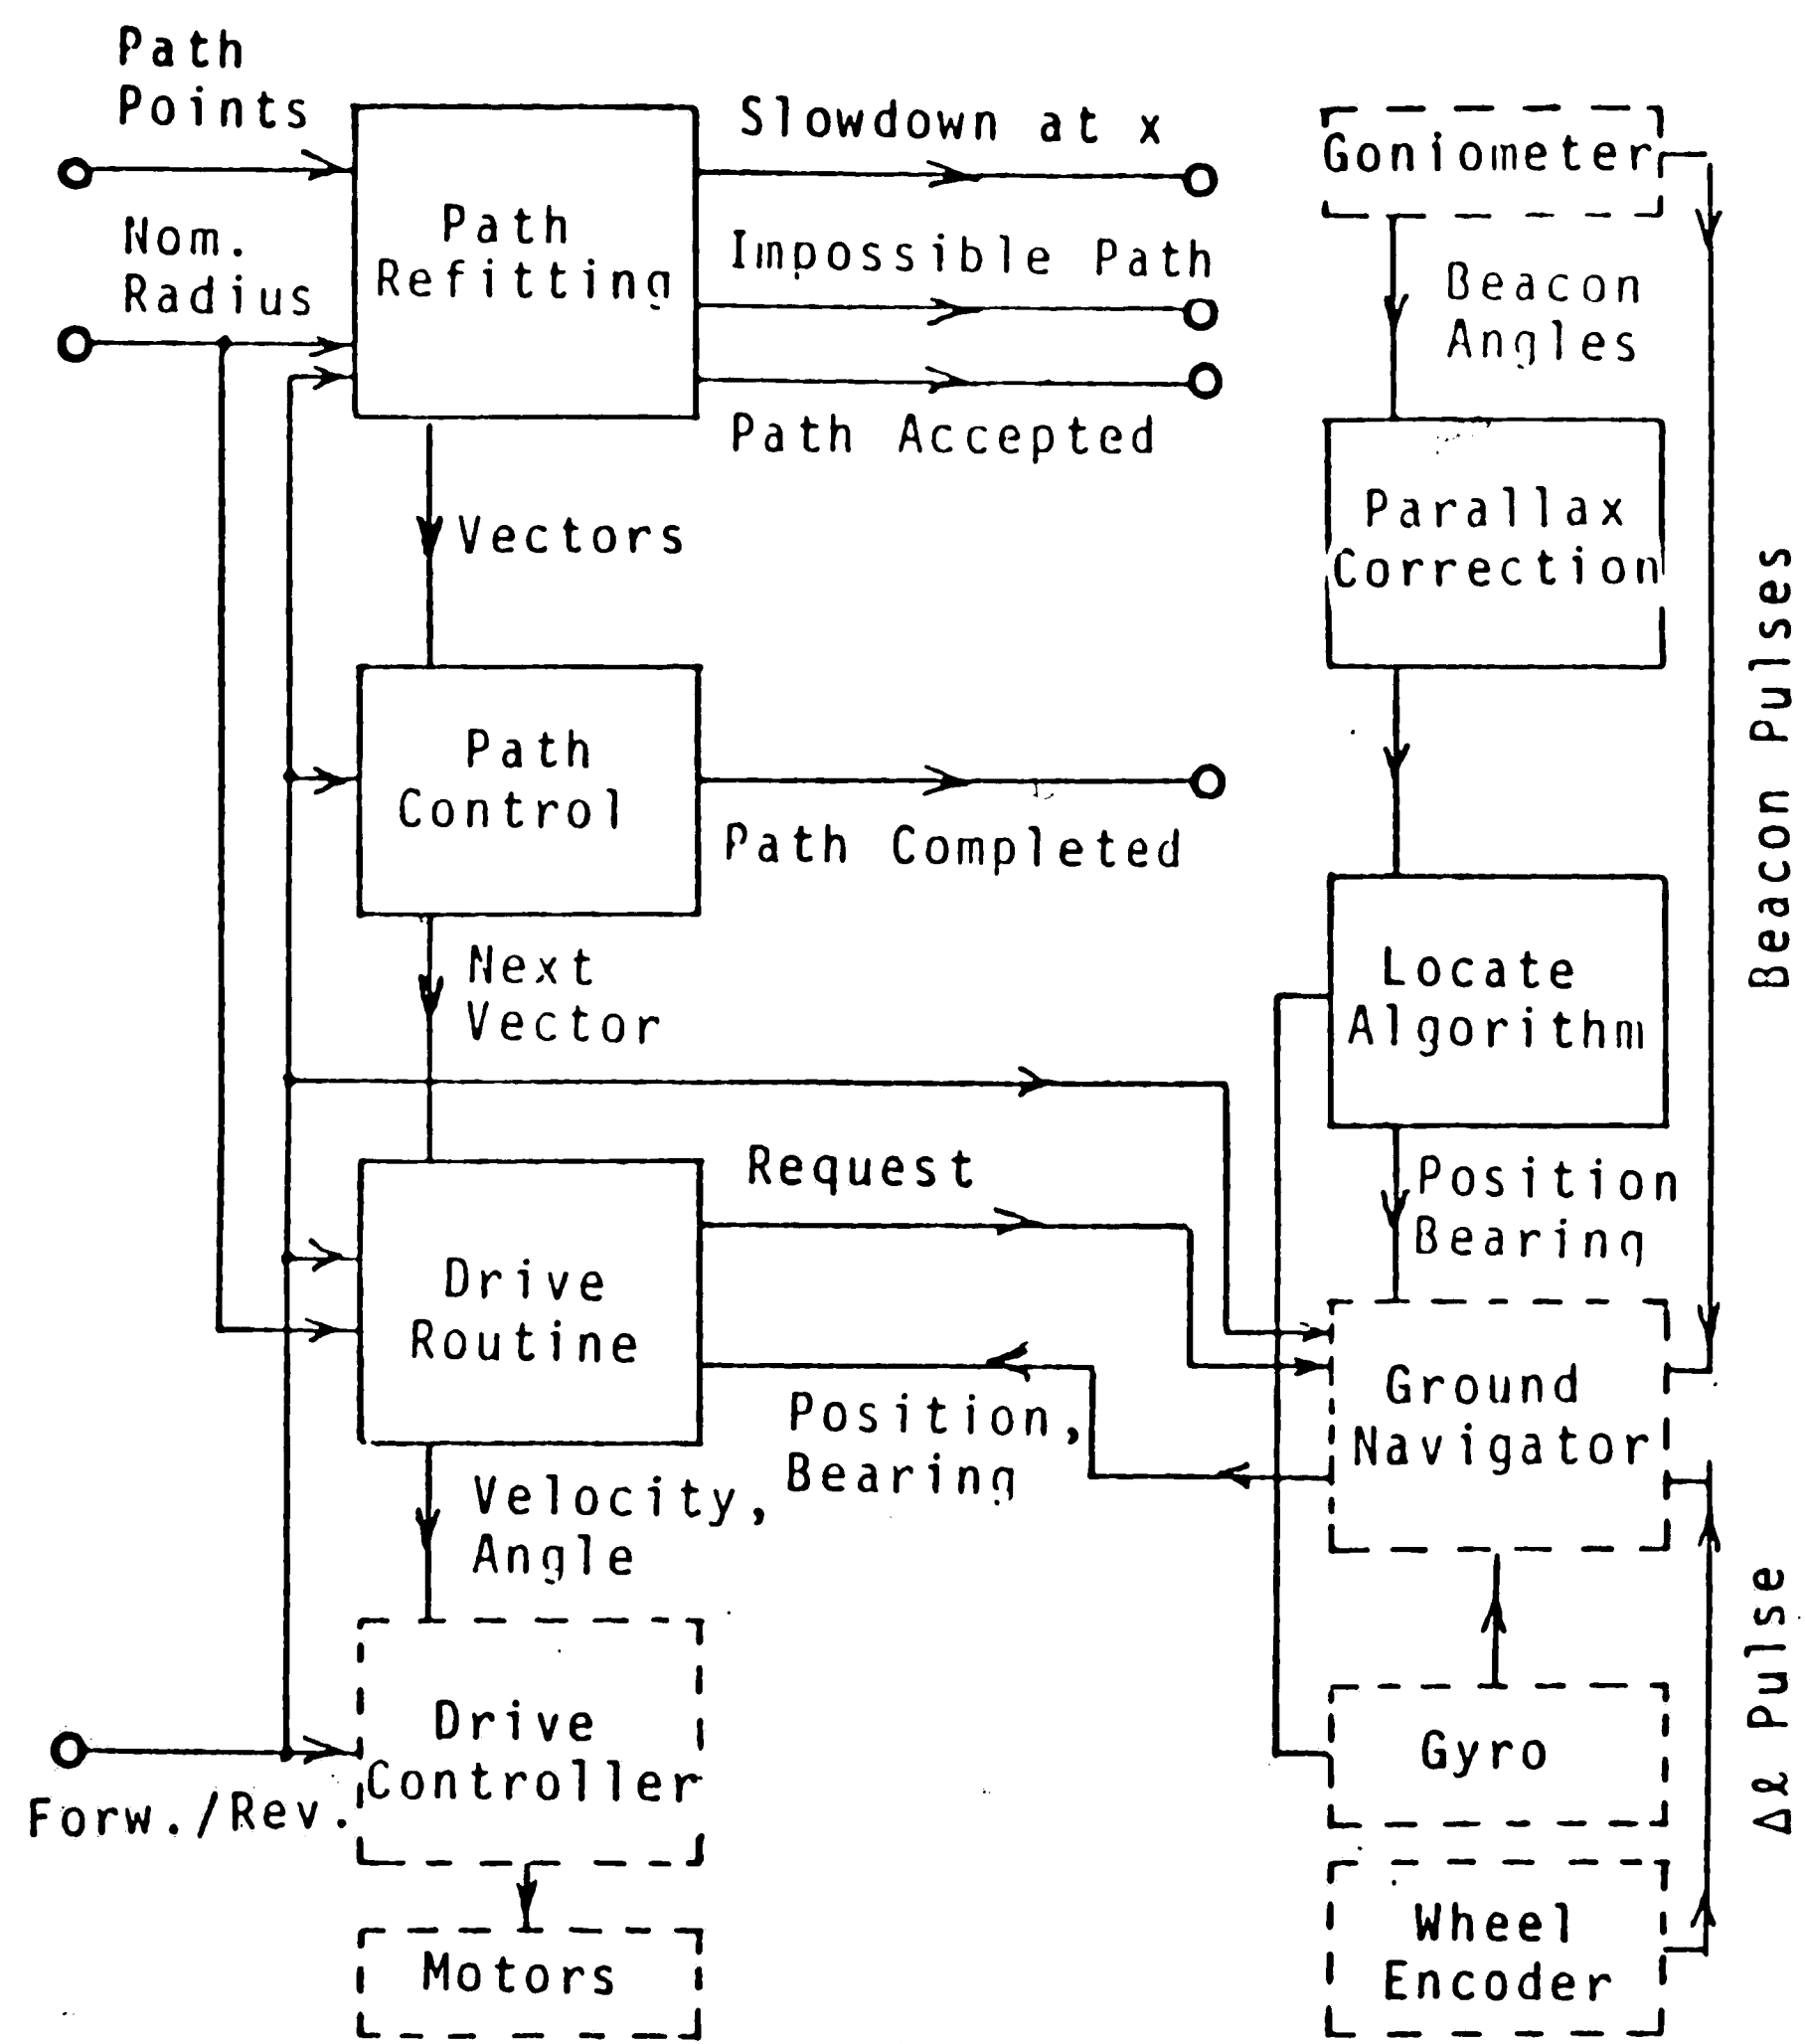 Path
Points
Nom.
Radius
Path
Refitting
Slowdown at x
Impossible Path
Path Accepted
Goniometer
Beacon
Angles
Parallax
Correction
Beacon Pulses
Vectors
Path
Control
Path Completed
Next
Vector
Locate
Algorithm
Request
Position
Bearing
Drive
Routine
Position,
Bearing
Ground
Navigator
Velocity,
Angle
Drive
Controller
Forw./Rev.
Motors
Gyro
Δℓ Pulse
Wheel
Encoder